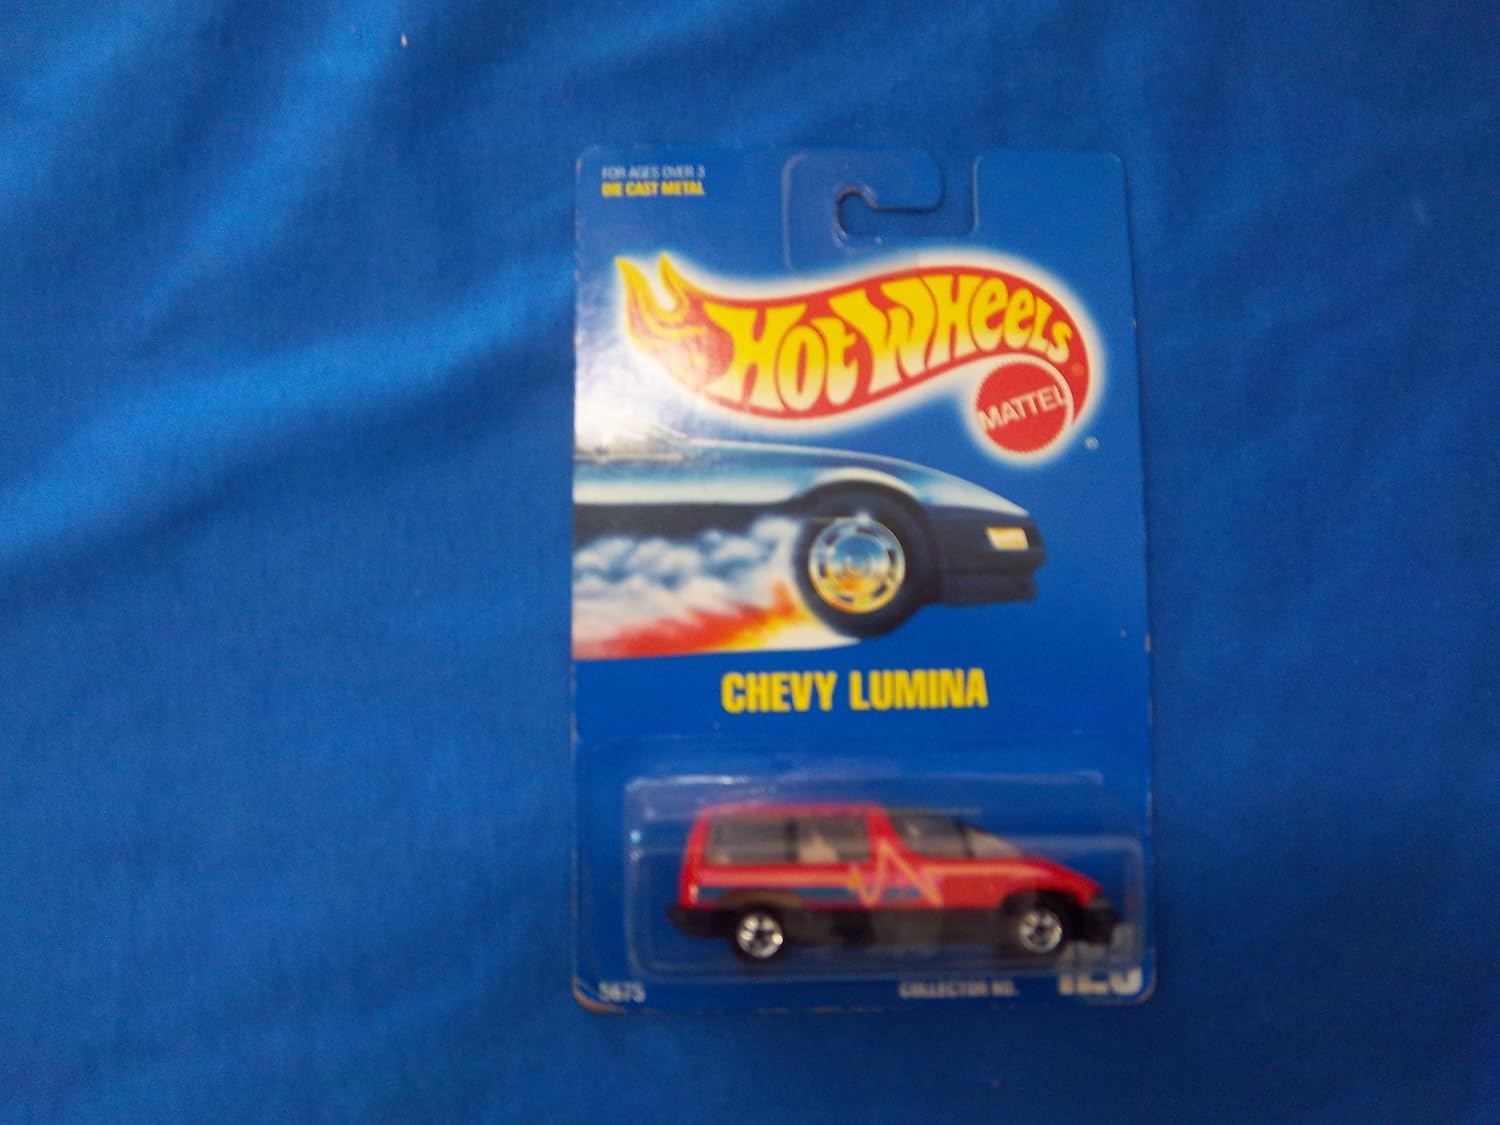 FOR AGES OVER 3
DIE CAST METAL
HOT WHEELS
®
MATTEL
®
CHEVY LUMINA
5675
COLLECTOR NO.